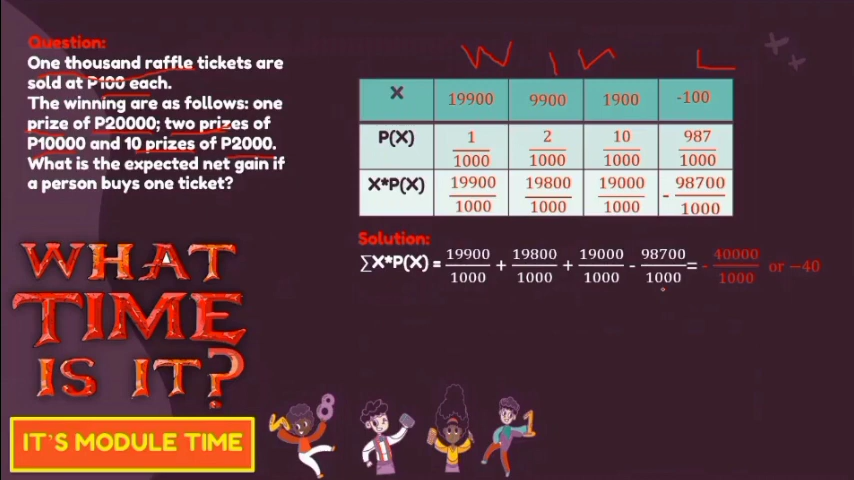 Question:
One thousand raffle tickets are
sold at P100 each.
The winning are as follows: one
prize of P20000; two prizes of
P10000 and 10 prizes of P2000.
What is the expected net gain if
a person buys one ticket?
W I N L
X 19900 9900 1900 -100
P(X) 1/1000 2/1000 10/1000 987/1000
X*P(X) 19900/1000 19800/1000 19000/1000 - 98700/1000
Solution:
∑X*P(X) = 19900/1000 + 19800/1000 + 19000/1000 - 98700/1000 = - 40000/1000 or −40
WHAT
TIME
IS IT?
IT'S MODULE TIME